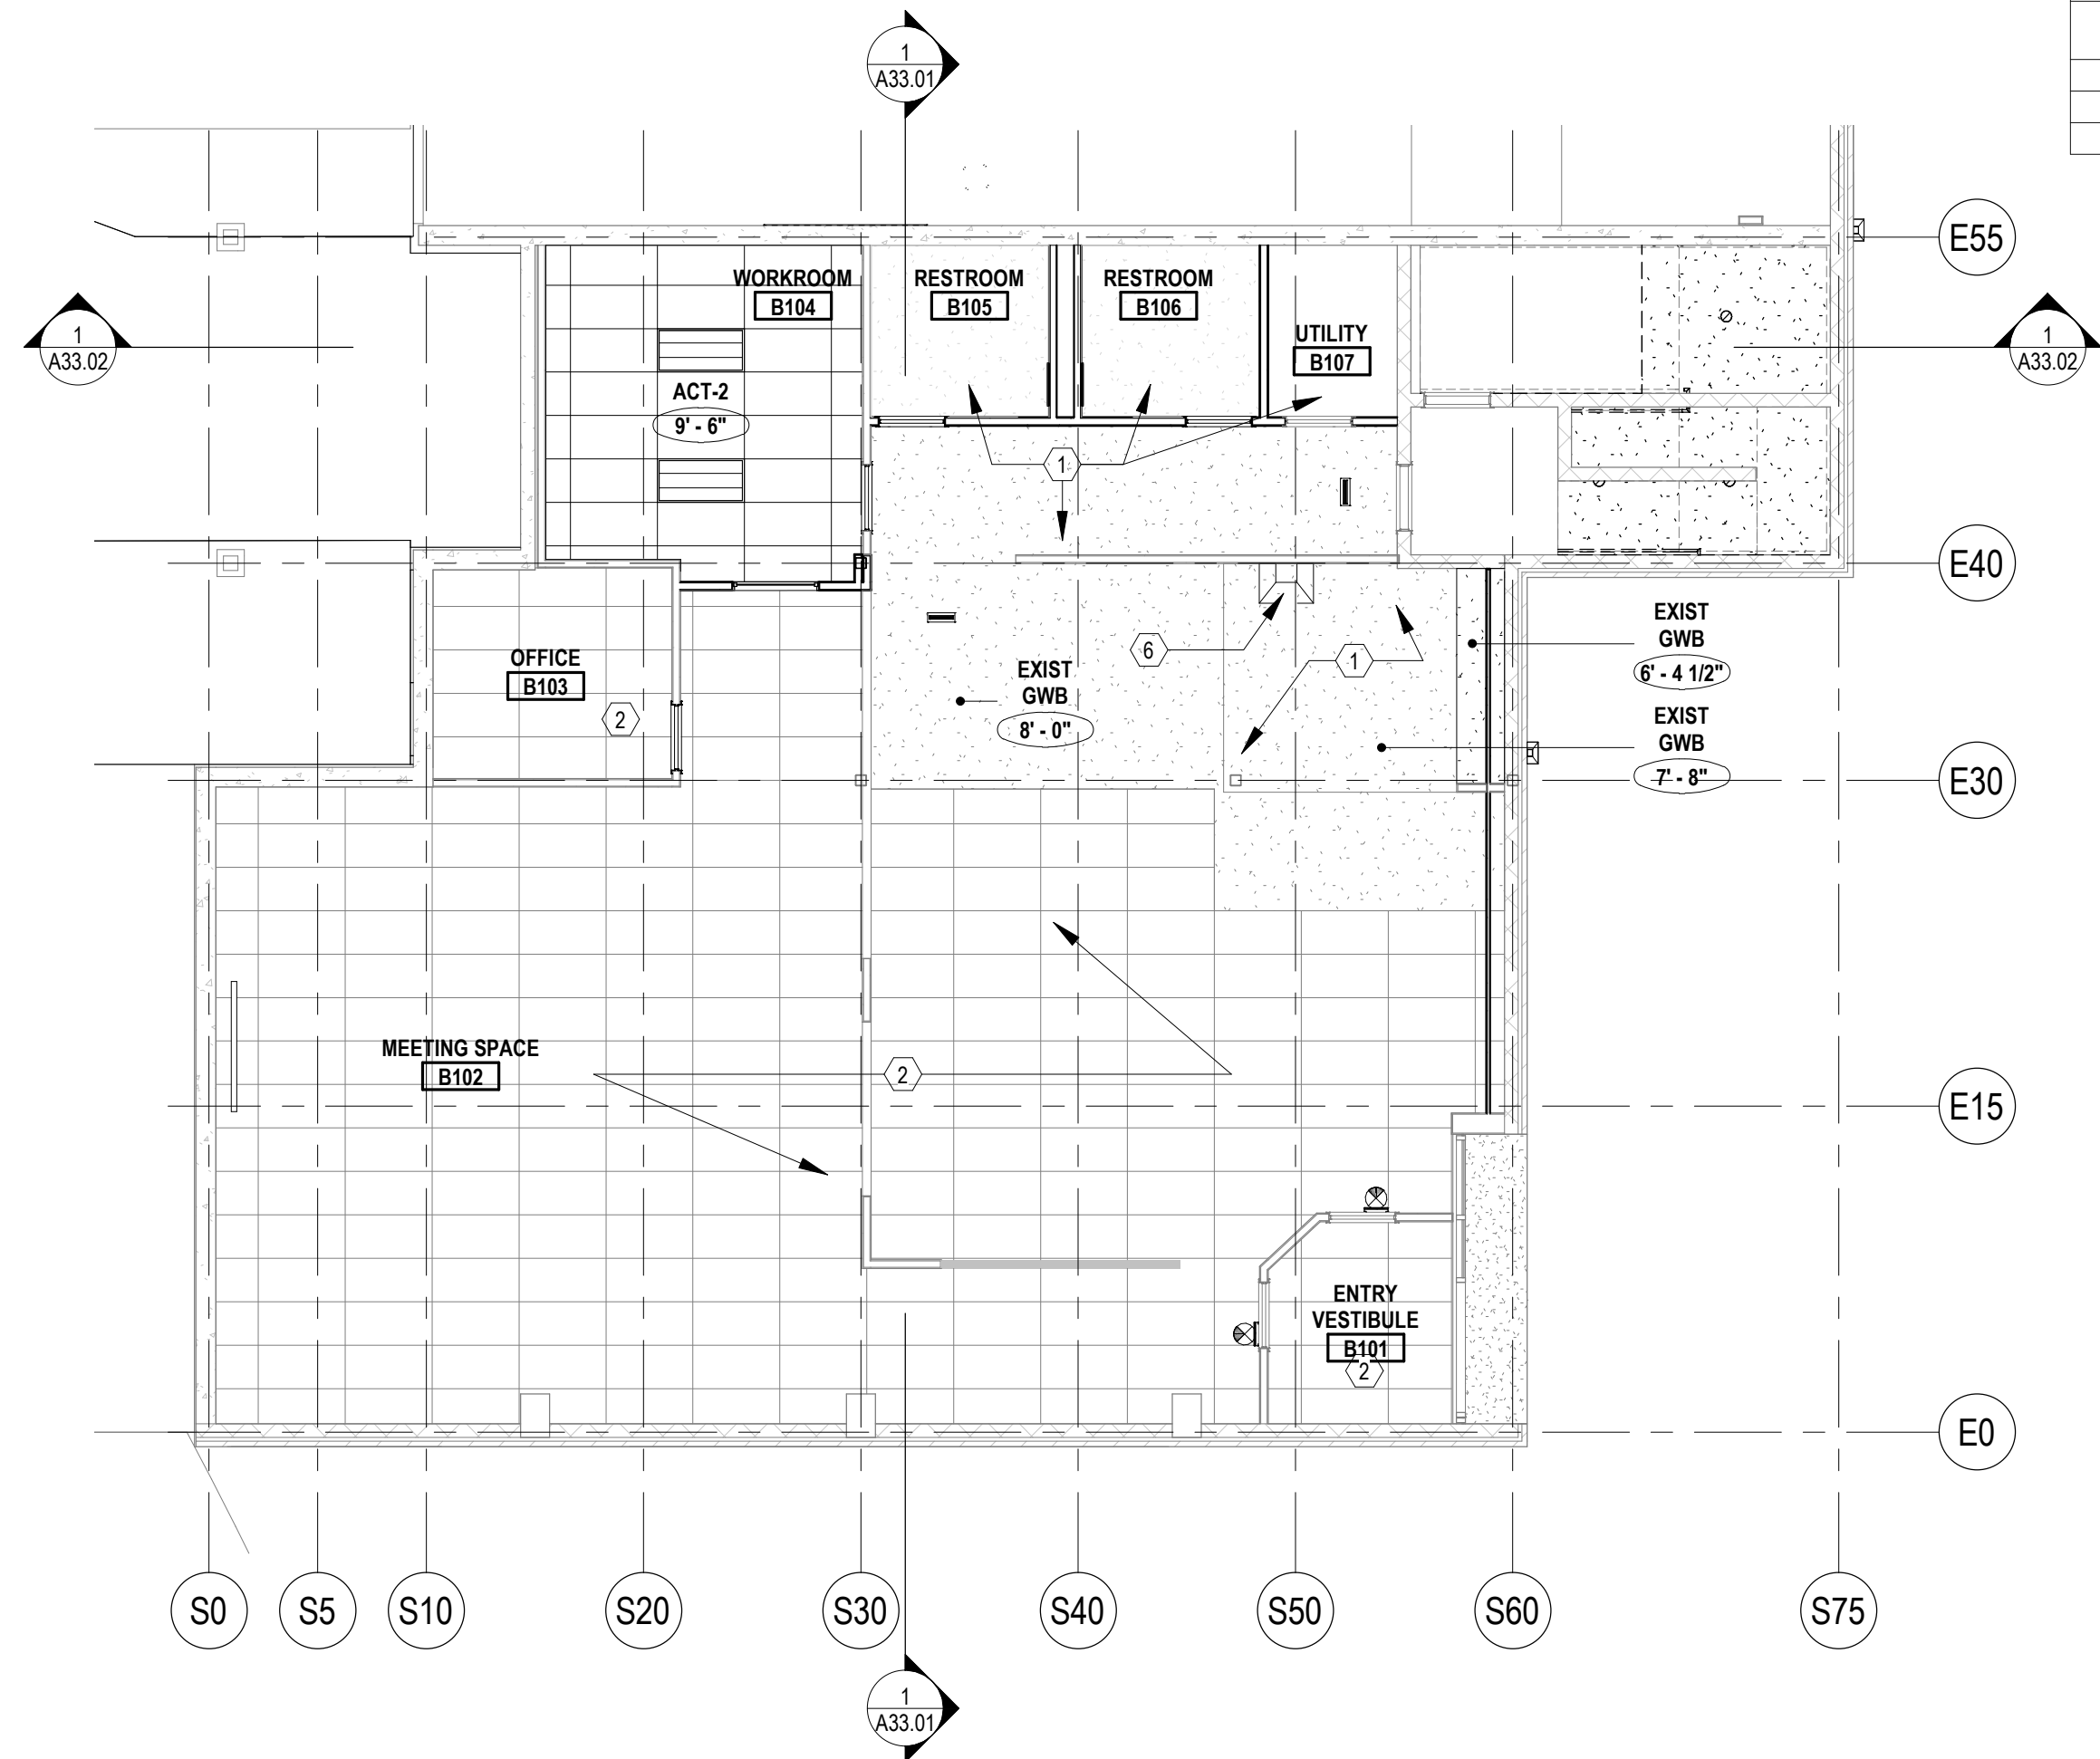 1
A33.01
E55
WORKROOM
B104
RESTROOM
B105
RESTROOM
B106
UTILITY
B107
1
A33.02
1
A33.02
ACT-2
9' - 6"
1
E40
OFFICE
B103
2
EXIST
GWB
8' - 0"
6
1
EXIST
GWB
6' - 4 1/2"
EXIST
GWB
7' - 8"
E30
MEETING SPACE
B102
2
E15
ENTRY
VESTIBULE
B101
2
E0
S0
S5
S10
S20
S30
S40
S50
S60
S75
1
A33.01